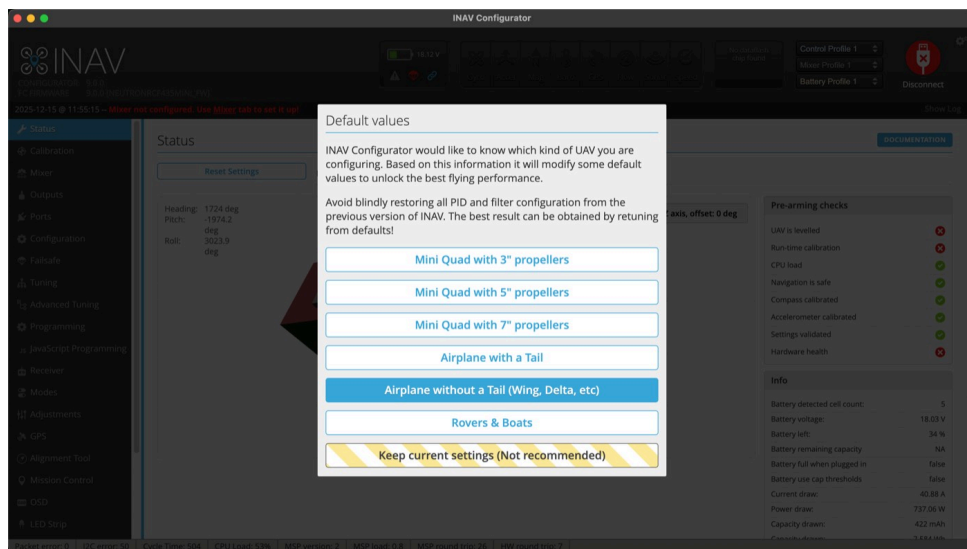 INAV Configurator
INAV
18.12 V
Control Profile 1
Mixer Profile 1
Battery Profile 1
Disconnect
2025-12-15 @ 11:55:15 -- Mixer not configured. Use Mixer tab to set it up!
Show Log
Status
Calibration
Mixer
Outputs
Ports
Configuration
Failsafe
Tuning
Advanced Tuning
Programming
JavaScript Programming
Receiver
Modes
Adjustments
GPS
Alignment Tool
Mission Control
OSD
LED Strip
Status
DOCUMENTATION
Reset Settings
Heading: 1724 deg
Pitch: -1974.2 deg
Roll: 3023.9 deg
axis, offset: 0 deg
Default values
INAV Configurator would like to know which kind of UAV you are
configuring. Based on this information it will modify some default
values to unlock the best flying performance.
Avoid blindly restoring all PID and filter configuration from the
previous version of INAV. The best result can be obtained by retuning
from defaults!
Mini Quad with 3" propellers
Mini Quad with 5" propellers
Mini Quad with 7" propellers
Airplane with a Tail
Airplane without a Tail (Wing, Delta, etc)
Rovers & Boats
Keep current settings (Not recommended)
Pre-arming checks
UAV is levelled
Run-time calibration
CPU load
Navigation is safe
Compass calibrated
Accelerometer calibrated
Settings validated
Hardware health
Info
Battery detected cell count: 5
Battery voltage: 18.03 V
Battery left: 34 %
Battery remaining capacity NA
Battery full when plugged in false
Battery use cap thresholds false
Current draw: 40.88 A
Power draw: 737.06 W
Capacity drawn: 422 mAh
Packet error: 0 I2C error: 50 Cycle Time: 504 CPU Load: 53% MSP version: 2 MSP load: 0.8 MSP round trip: 26 HW round trip: 7